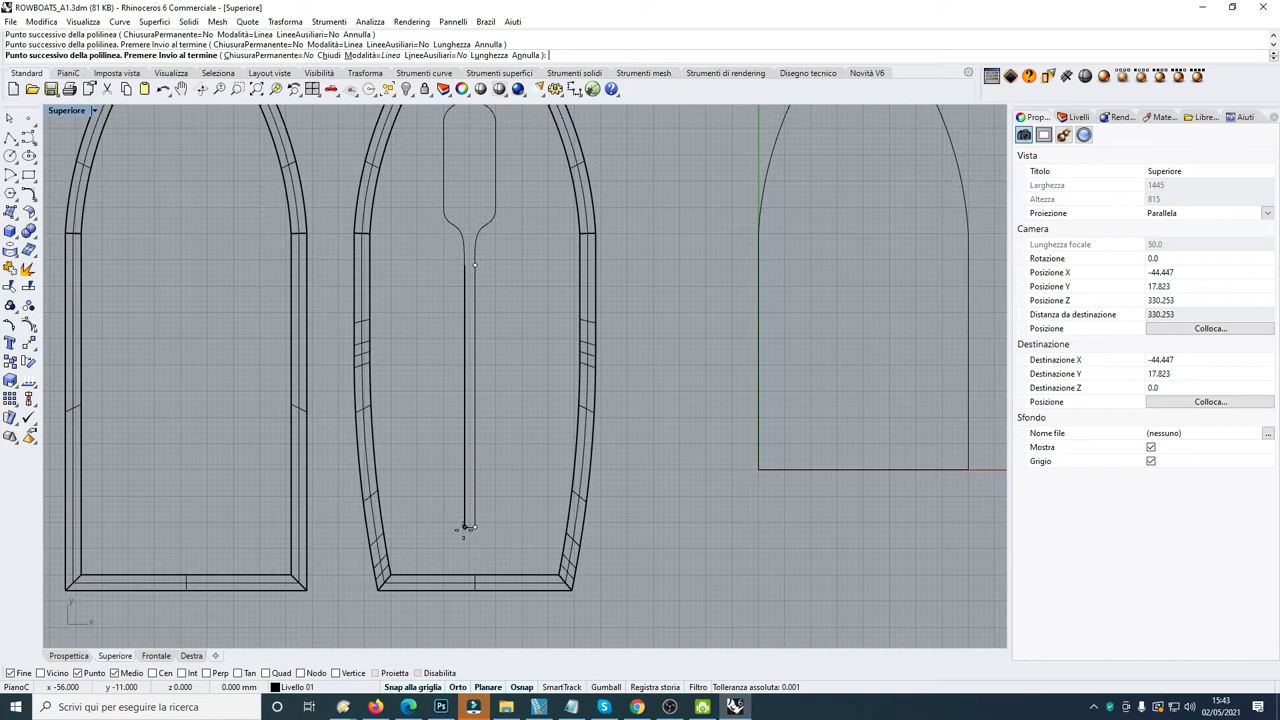 ROWBOATS_A1.3dm (81 KB) - Rhinoceros 6 Commerciale - [Superiore]
File Modifica Visualizza Curve Superfici Solidi Mesh Quote Trasforma Strumenti Analizza Rendering Pannelli Brazil Aiuti
Punto successivo della polilinea ( ChiusuraPermanente=No Modalità=Linea LineeAusiliari=No Annulla )
Punto successivo della polilinea. Premere Invio al termine ( ChiusuraPermanente=No Modalità=Linea LineeAusiliari=No Lunghezza Annulla )
Punto successivo della polilinea. Premere Invio al termine ( ChiusuraPermanente=No Chiudi Modalità=Linea LineeAusiliari=No Lunghezza Annulla ):
Standard PianiC Imposta vista Visualizza Selezione Layout viste Visibilità Trasforma Strumenti curve Strumenti superfici Strumenti solidi Strumenti mesh Strumenti di rendering Disegno tecnico Novità V6
Superiore
Prop... Livelli Rend... Mate... Libre... Aiuti
Vista
Titolo Superiore
Larghezza 1445
Altezza 815
Proiezione Parallela
Camera
Lunghezza focale 50.0
Rotazione 0.0
Posizione X -44.447
Posizione Y 17.823
Posizione Z 330.253
Distanza da destinazione 330.253
Posizione Colloca...
Destinazione
Destinazione X -44.447
Destinazione Y 17.823
Destinazione Z 0.0
Posizione Colloca...
Sfondo
Nome file (nessuno) ...
Mostra
Grigio
y
x
Prospettica Superiore Frontale Destra
Fine Vicino Punto Medio Cen Int Perp Tan Quad Nodo Vertice Proietta Disabilita
PianoC x -56.000 y -11.000 z 0.000 0.000 mm Livello 01 Snap alla griglia Orto Planare Osnap SmartTrack Gumball Registra storia Filtro Tolleranza assoluta: 0.001
Scrivi qui per eseguire la ricerca
15:43
02/05/2021